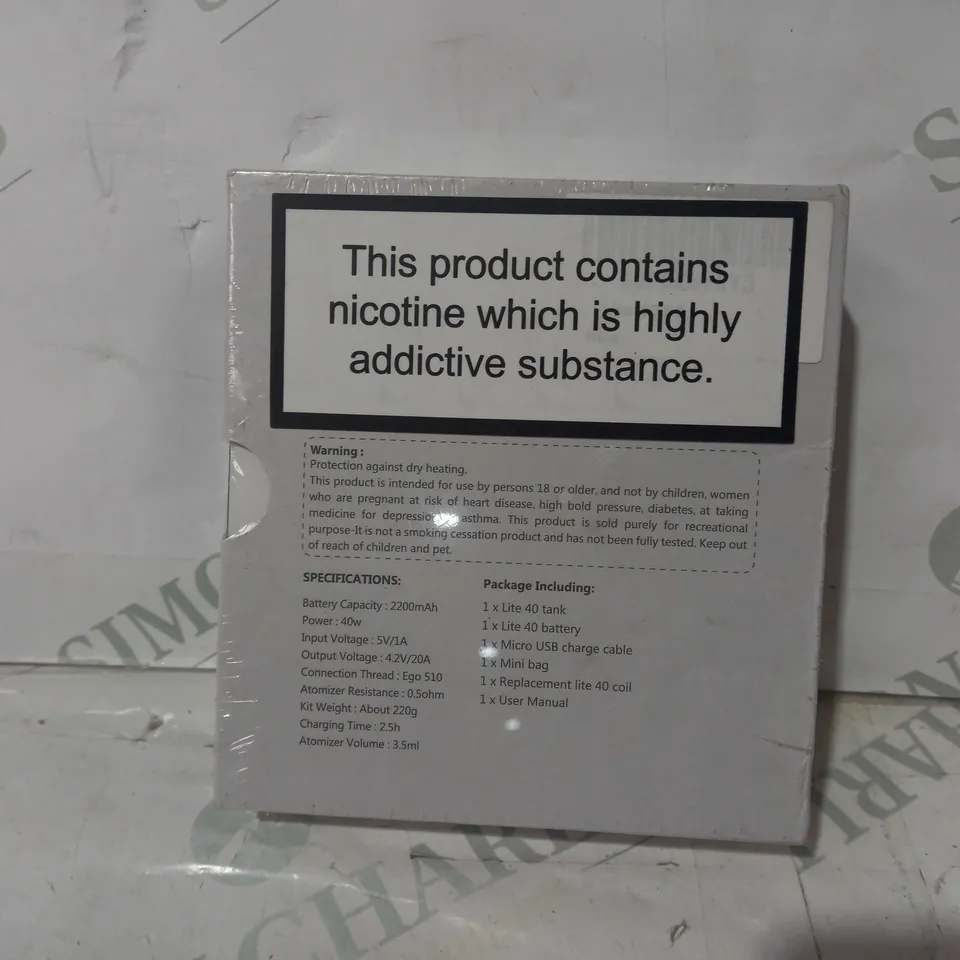 This product contains
nicotine which is highly
addictive substance.
Warning :
Protection against dry heating.
This product is intended for use by persons 18 or older, and not by children, women
who are pregnant at risk of heart disease, high bold pressure, diabetes, at taking
medicine for depressio asthma. This product is sold purely for recreational
purpose-It is not a smoking cessation product and has not been fully tested. Keep out
of reach of children and pet.
SPECIFICATIONS:
Battery Capacity : 2200mAh
Power : 40w
Input Voltage : 5V/1A
Output Voltage : 4.2V/20A
Connection Thread : Ego 510
Atomizer Resistance : 0.5ohm
Kit Weight : About 220g
Charging Time : 2.5h
Atomizer Volume : 3.5ml
Package Including:
1 x Lite 40 tank
1 x Lite 40 battery
1 x Micro USB charge cable
1 x Mini bag
1 x Replacement lite 40 coil
1 x User Manual